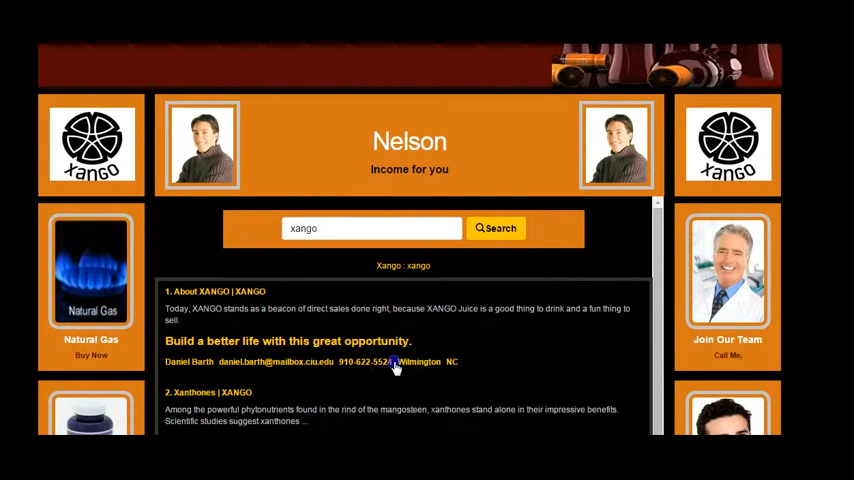 xango
Nelson
Income for you
xango
Natural Gas
Natural Gas
Buy Now
xango
Search
Xango : xango
1. About XANGO | XANGO
Today, XANGO stands as a beacon of direct sales done right, because XANGO Juice is a good thing to drink and a fun thing to
sell.
Build a better life with this great opportunity.
Daniel Barth daniel.barth@mailbox.ciu.edu 910-622-5524 Wilmington NC
2. Xanthones | XANGO
Among the powerful phytonutrients found in the rind of the mangosteen, xanthones stand alone in their impressive benefits.
Scientific studies suggest xanthones ...
Join Our Team
Call Me,